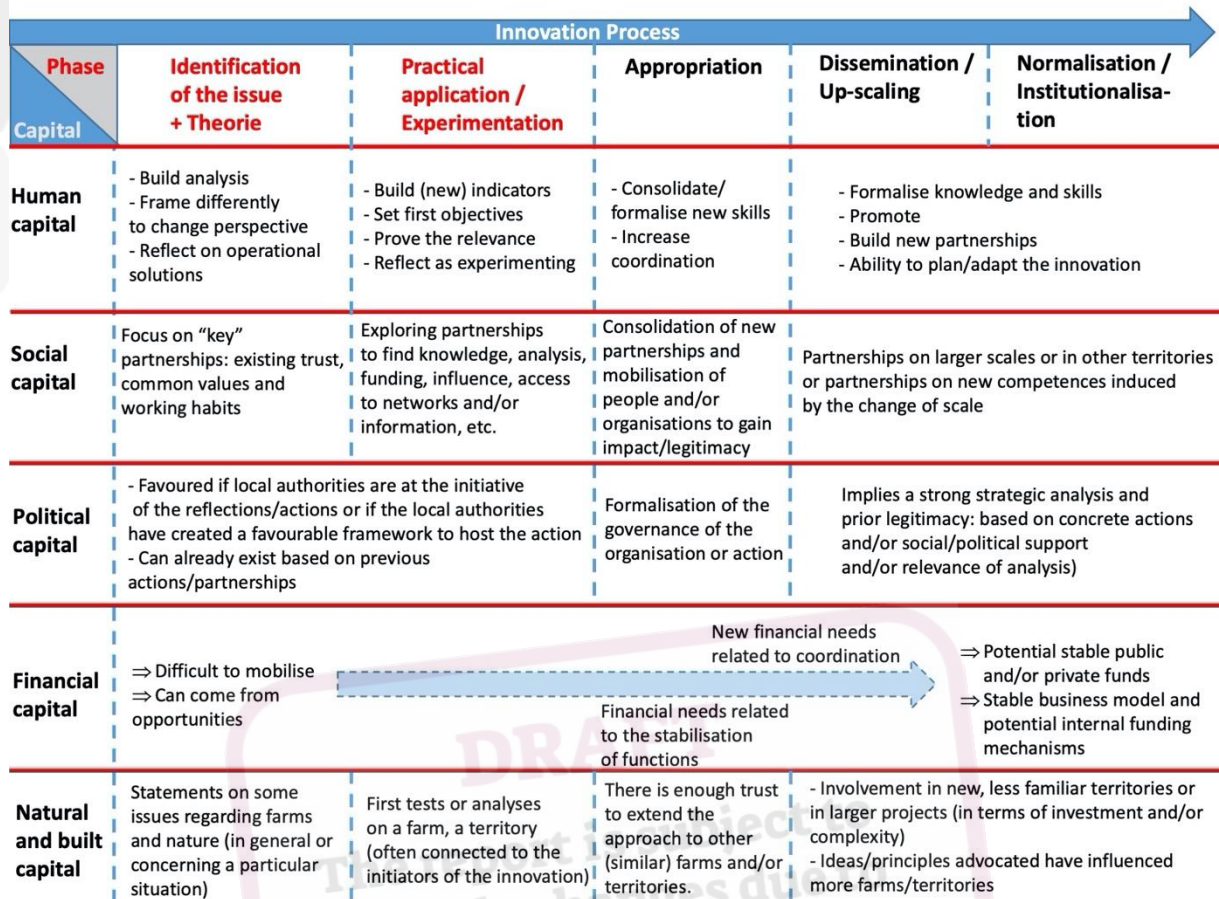 Innovation Process
Phase
Capital
Identification
of the issue
+ Theorie
Practical
application /
Experimentation
Appropriation
Dissemination /
Up-scaling
Normalisation /
Institutionalisa-
tion
Human
capital
- Build analysis
- Frame differently
to change perspective
- Reflect on operational
solutions
- Build (new) indicators
- Set first objectives
- Prove the relevance
- Reflect as experimenting
- Consolidate/
formalise new skills
- Increase
coordination
- Formalise knowledge and skills
- Promote
- Build new partnerships
- Ability to plan/adapt the innovation
Social
capital
Focus on “key”
partnerships: existing trust,
common values and
working habits
Exploring partnerships
to find knowledge, analysis,
funding, influence, access
to networks and/or
information, etc.
Consolidation of new
partnerships and
mobilisation of
people and/or
organisations to gain
impact/legitimacy
Partnerships on larger scales or in other territories
or partnerships on new competences induced
by the change of scale
Political
capital
- Favoured if local authorities are at the initiative
of the reflections/actions or if the local authorities
have created a favourable framework to host the action
- Can already exist based on previous
actions/partnerships
Formalisation of the
governance of the
organisation or action
Implies a strong strategic analysis and
prior legitimacy: based on concrete actions
and/or social/political support
and/or relevance of analysis)
Financial
capital
⇒ Difficult to mobilise
⇒ Can come from
opportunities
New financial needs
related to coordination
Financial needs related
to the stabilisation
of functions
⇒ Potential stable public
and/or private funds
⇒ Stable business model and
potential internal funding
mechanisms
Natural
and built
capital
Statements on some
issues regarding farms
and nature (in general or
concerning a particular
situation)
First tests or analyses
on a farm, a territory
(often connected to the
initiators of the innovation)
There is enough trust
to extend the
approach to other
(similar) farms and/or
territories.
- Involvement in new, less familiar territories or
in larger projects (in terms of investment and/or
complexity)
- Ideas/principles advocated have influenced
more farms/territories
DRAFT
The report is subject to